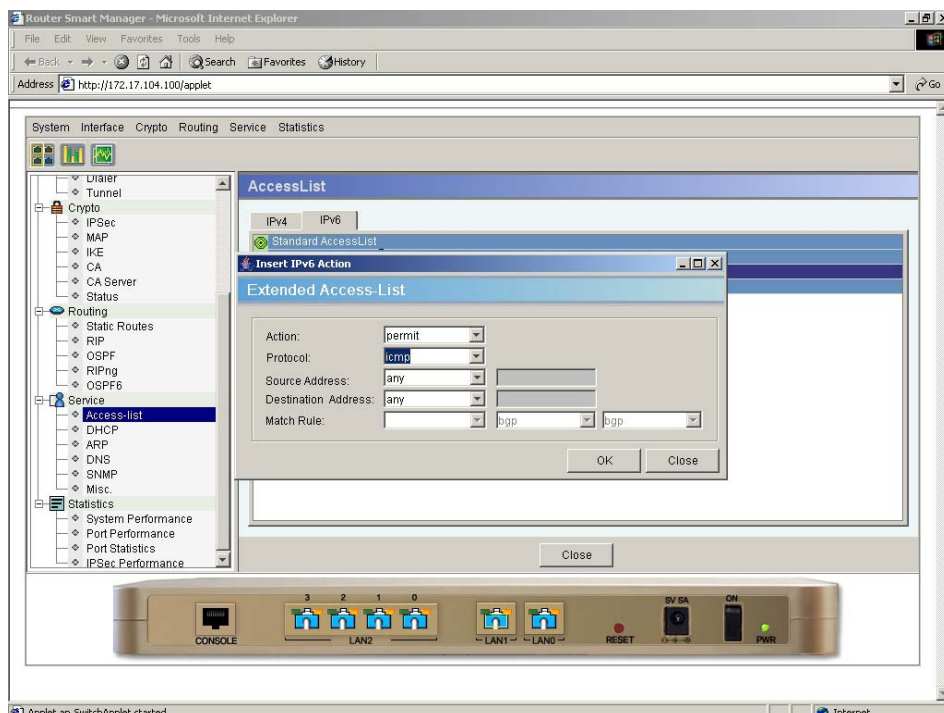 Router Smart Manager - Microsoft Internet Explorer
File Edit View Favorites Tools Help
Back Search Favorites History
Address http://172.17.104.100/applet Go
System Interface Crypto Routing Service Statistics
Dialer
Tunnel
Crypto
IPSec
MAP
IKE
CA
CA Server
Status
Routing
Static Routes
RIP
OSPF
RIPng
OSPF6
Service
Access-list
DHCP
ARP
DNS
SNMP
Misc.
Statistics
System Performance
Port Performance
Port Statistics
IPSec Performance
AccessList
IPv4 IPv6
Standard AccessList
Insert IPv6 Action
Extended Access-List
Action: permit
Protocol: icmp
Source Address: any
Destination Address: any
Match Rule: bgp bgp
OK Close
Close
3 2 1 0
5V 5A ON
CONSOLE LAN2 LAN1 LAN0 RESET PWR
Applet an.SwitchApplet started Internet